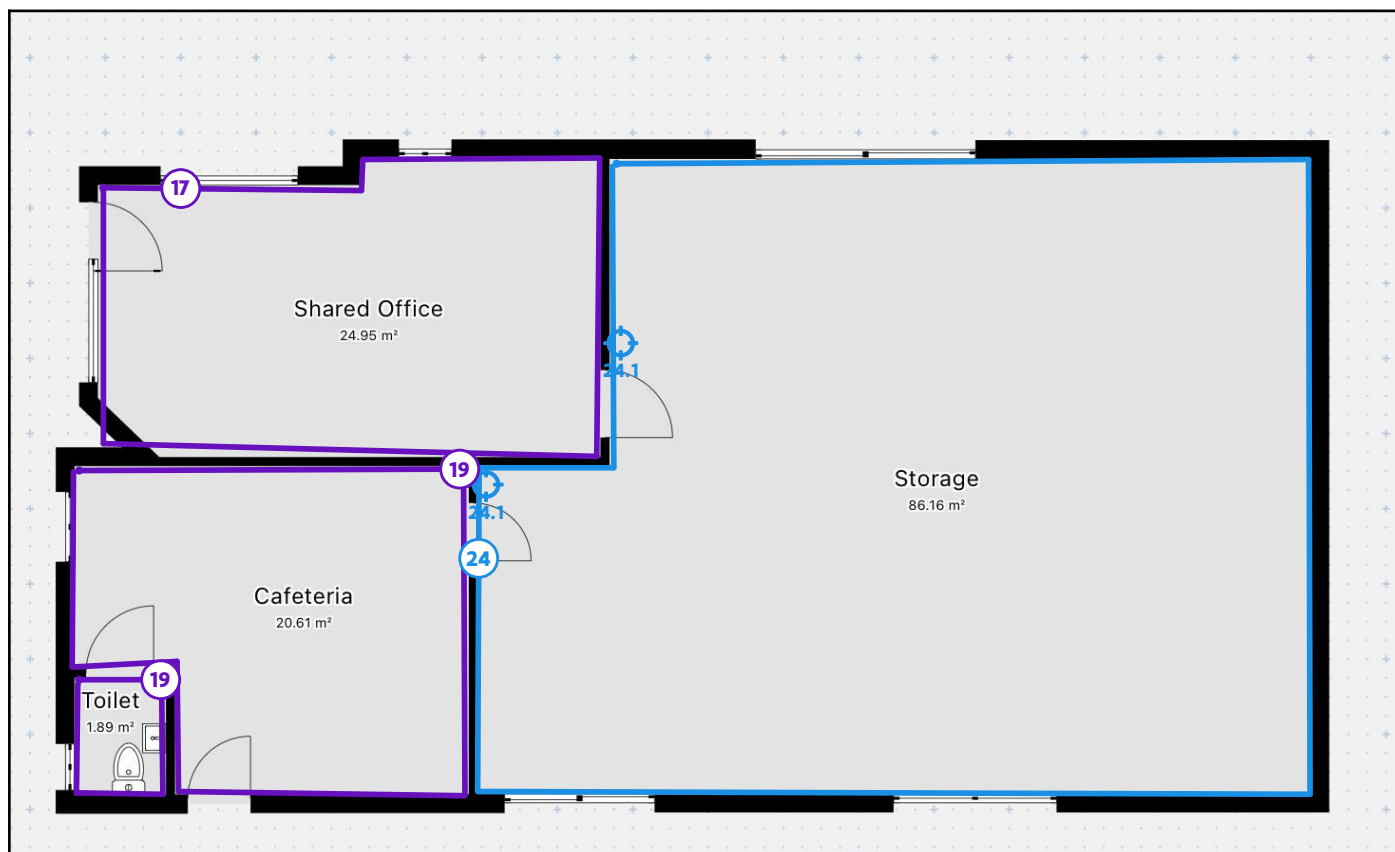 17
Shared Office
24.95 m²
24.1
19
24.1
Storage
86.16 m²
24
Cafeteria
20.61 m²
19
Toilet
1.89 m²